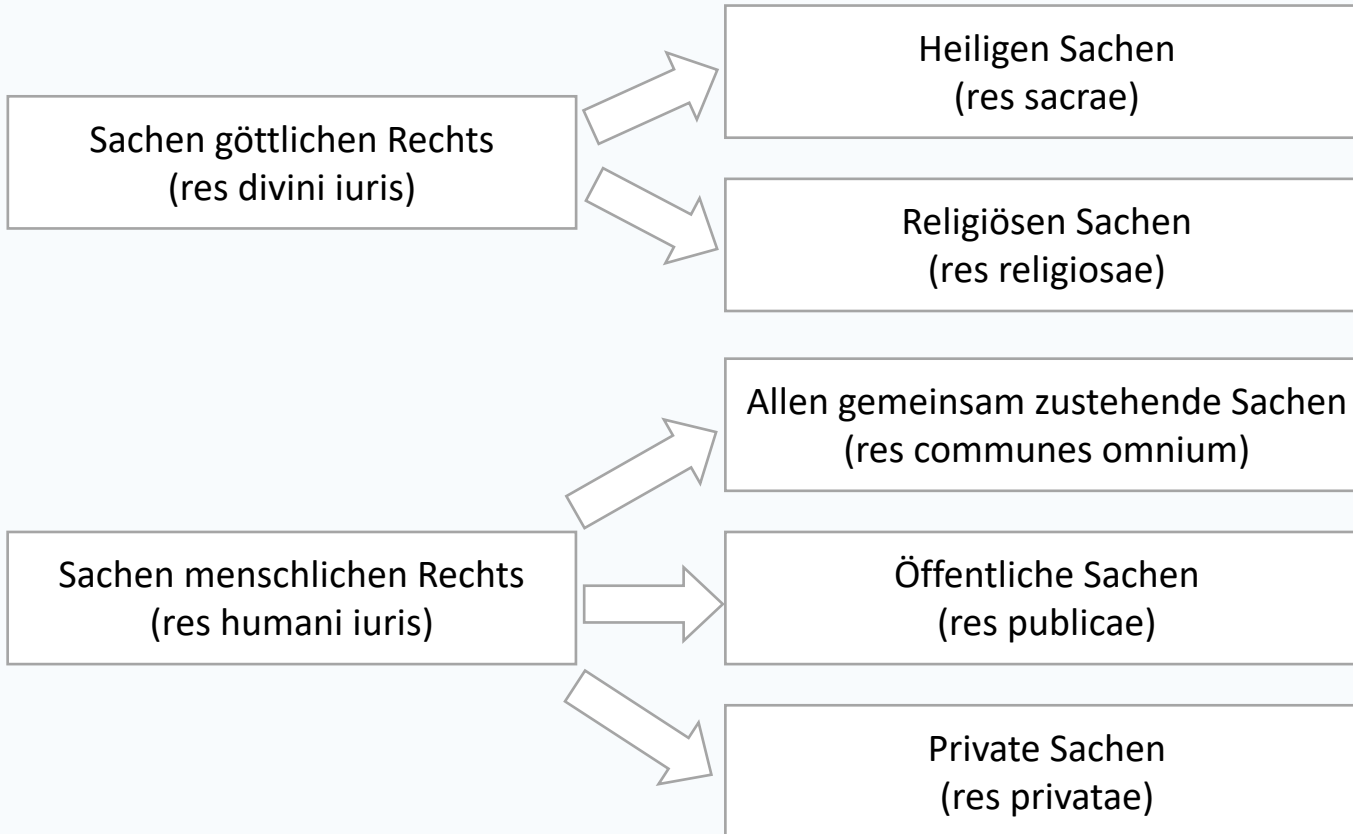 Sachen göttlichen Rechts
(res divini iuris)
Heiligen Sachen
(res sacrae)
Religiösen Sachen
(res religiosae)
Sachen menschlichen Rechts
(res humani iuris)
Allen gemeinsam zustehende Sachen
(res communes omnium)
Öffentliche Sachen
(res publicae)
Private Sachen
(res privatae)